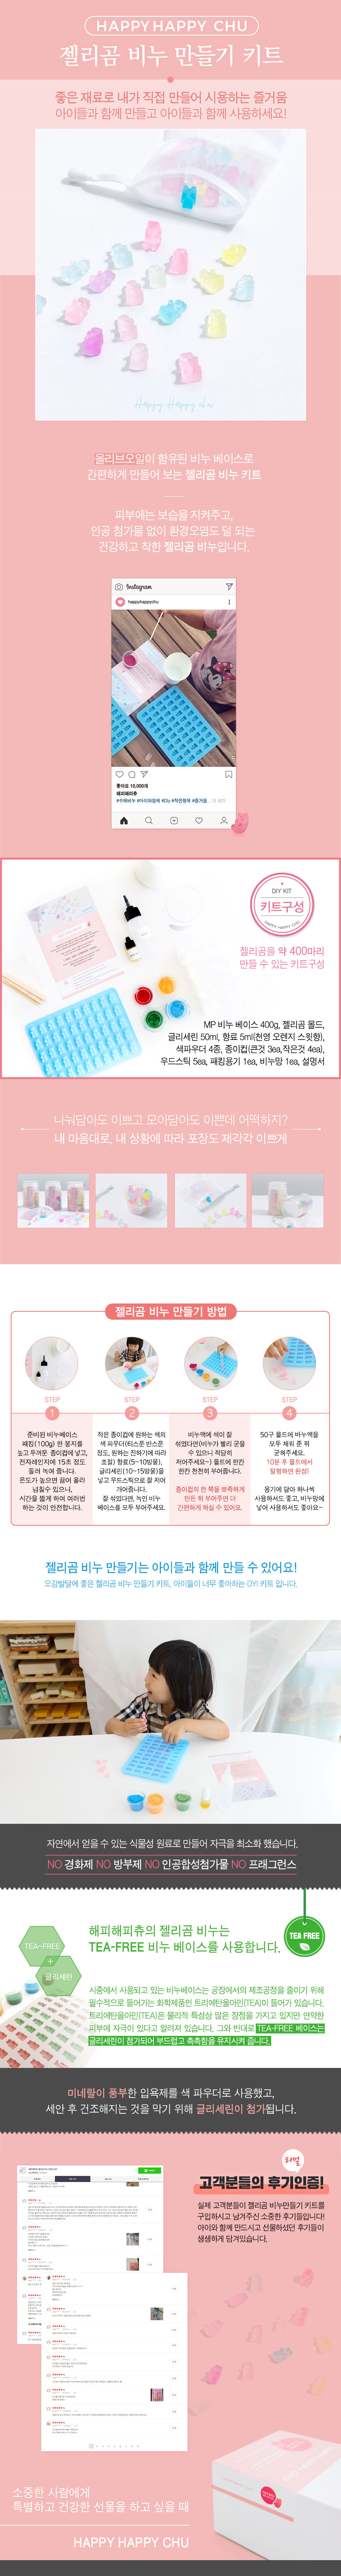 HAPPY HAPPY CHU
젤리곰 비누 만들기 키트
좋은 재료로 내가 직접 만들어 시용하는 즐거움
아이들과 함께 만들고 아이들과 함께 사용하세요!
Happy Happy chu
올리브오일이 함유된 비누 베이스로
간편하게 만들어 보는 젤리곰 비누 키트
피부에는 보습을 지켜주고,
인공 첨가물 없이 환경오염도 덜 되는
건강하고 착한 젤리곰 비누입니다.
Instagram
happyhappychu
좋아요 10,000개
해피해피츄
#수제비누 #아이와함께 #Diy #작은행복 #즐거움... 더 보기
DIY KIT
키트구성
HAPPY HAPPY CHU
젤리곰을 약 400마리
만들 수 있는 키트구성
MP 비누 베이스 400g, 젤리곰 몰드,
글리세린 50ml, 향료 5ml(천연 오렌지 스윗향),
색파우더 4종, 종이컵(큰것 3ea,작은것 4ea),
우드스틱 5ea, 패킹용기 1ea, 비누망 1ea, 설명서
나눠담아도 이쁘고 모아담아도 이쁜데 어떡하지?
내 마음대로, 내 상황에 따라 포장도 제각각 이쁘게
젤리곰 비누 만들기 방법
STEP
1
준비된 비누베이스
패킹(100g) 한 봉지를
높고 두꺼운 종이컵에 넣고,
전자레인지에 15초 정도
돌려 녹여 줍니다.
온도가 높으면 끓어 올라
넘칠수 있으니,
시간을 짧게 하여 여러번
하는 것이 안전합니다.
STEP
2
작은 종이컵에 원하는 색의
색 파우더(티스푼 반스푼
정도, 원하는 진하기에 따라
조절) 향료(5~10방울),
글리세린(10~15방울)을
넣고 우드스틱으로 잘 저어
개어줍니다.
잘 섞였다면, 녹인 비누
베이스를 모두 부어주세요.
STEP
3
비누액에 색이 잘
섞였다면(비누가 빨리 굳을
수 있으니 적당히
저어주세요~) 몰드에 한칸
한칸 천천히 부어줍니다.
종이컵의 한 쪽을 뾰족하게
만든 뒤 부어주면 더
간편하게 하실 수 있어요.
STEP
4
50구 몰드에 비누액을
모두 채워 준 뒤
굳혀주세요.
10분 후 몰드에서
탈형하면 완성!
용기에 담아 하나씩
사용하셔도 좋고, 비누망에
넣어 사용하셔도 좋아요~
젤리곰 비누 만들기는 아이들과 함께 만들 수 있어요!
오감발달에 좋은 젤리곰 비누 만들기 키트, 아이들이 너무 좋아하는 DYI 키트 입니다.
자연에서 얻을 수 있는 식물성 원료로 만들어 자극을 최소화 했습니다.
NO 경화제 NO 방부제 NO 인공합성첨가물 NO 프래그런스
TEA-FREE
+
글리세린
TEA FREE
해피해피츄의 젤리곰 비누는
TEA-FREE 비누 베이스를 사용합니다.
시중에서 사용되고 있는 비누베이스는 공장에서의 제조공정을 줄이기 위해
필수적으로 들어가는 화학제품인 트리에탄올아민(TEA)이 들어가 있습니다.
트리에탄올아민(TEA)은 물리적 특성상 많은 장점을 가지고 있지만 연약한
피부에 자극이 있다고 알려져 있습니다. 그와 반대로 TEA-FREE 베이스는
글리세린이 첨가되어 부드럽고 촉촉함을 유지시켜 줍니다.
미네랄이 풍부한 입욕제를 색 파우더로 사용했고,
세안 후 건조해지는 것을 막기 위해 글리세린이 첨가됩니다.
리얼
고객분들의 후기인증!
실제 고객분들이 젤리곰 비누만들기 키트를
구입하시고 남겨주신 소중한 후기들입니다!
아이와 함께 만드시고 선물하셨던 후기들이
생생하게 담겨있습니다.
소중한 사람에게
특별하고 건강한 선물을 하고 싶을 때
HAPPY HAPPY CHU